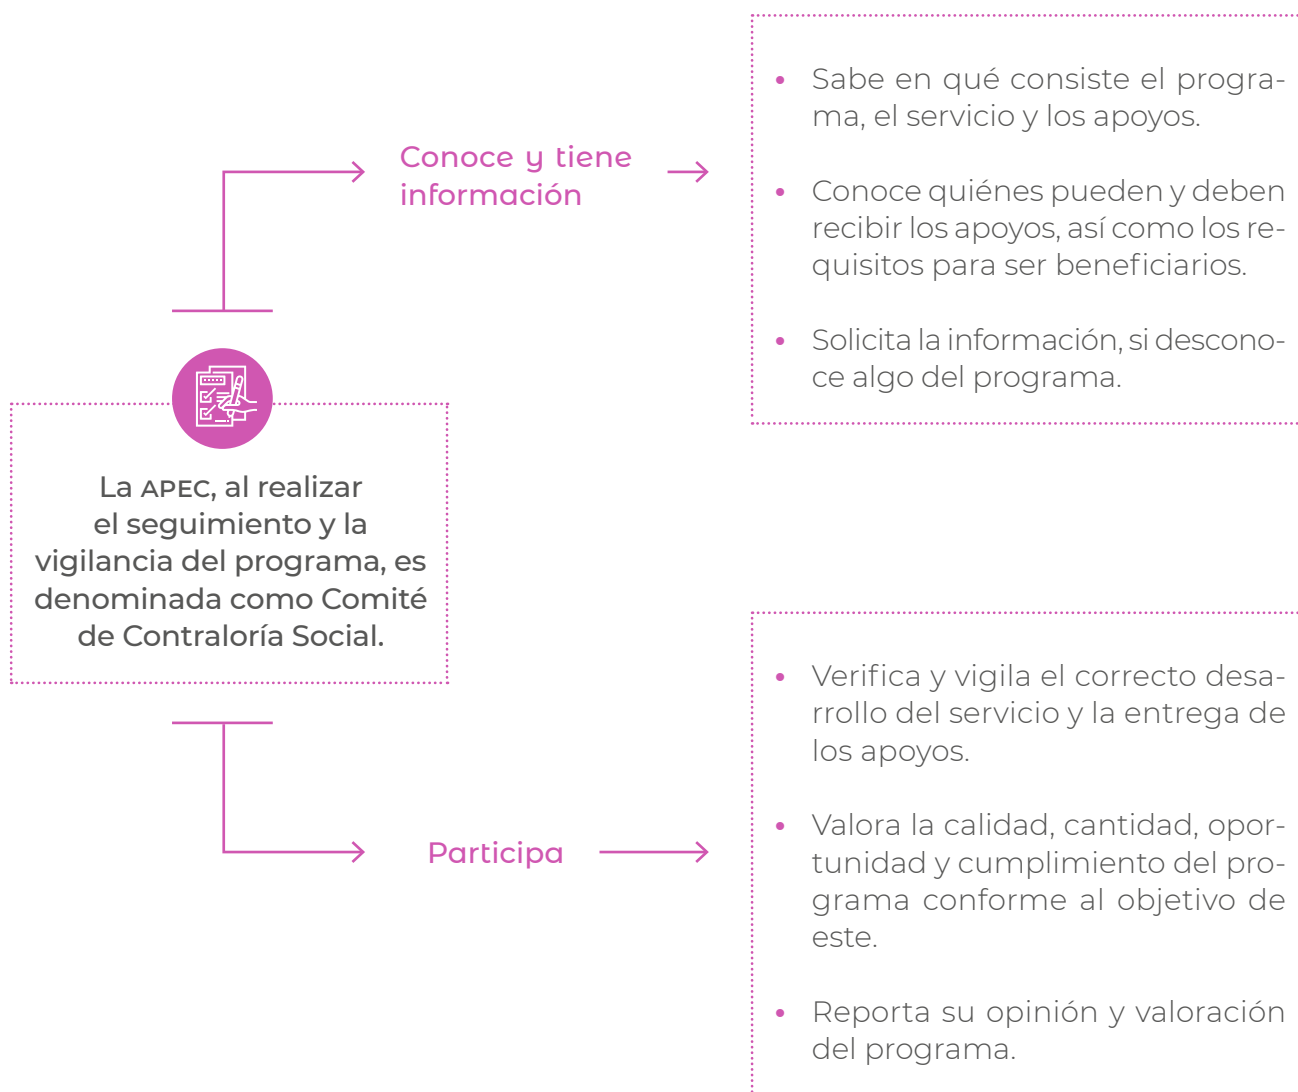 Conoce y tiene
información
• Sabe en qué consiste el progra-
ma, el servicio y los apoyos.
• Conoce quiénes pueden y deben
recibir los apoyos, así como los re-
quisitos para ser beneficiarios.
• Solicita la información, si descono-
ce algo del programa.
La APEC, al realizar
el seguimiento y la
vigilancia del programa, es
denominada como Comité
de Contraloría Social.
Participa
• Verifica y vigila el correcto desa-
rrollo del servicio y la entrega de
los apoyos.
• Valora la calidad, cantidad, opor-
tunidad y cumplimiento del pro-
grama conforme al objetivo de
este.
• Reporta su opinión y valoración
del programa.